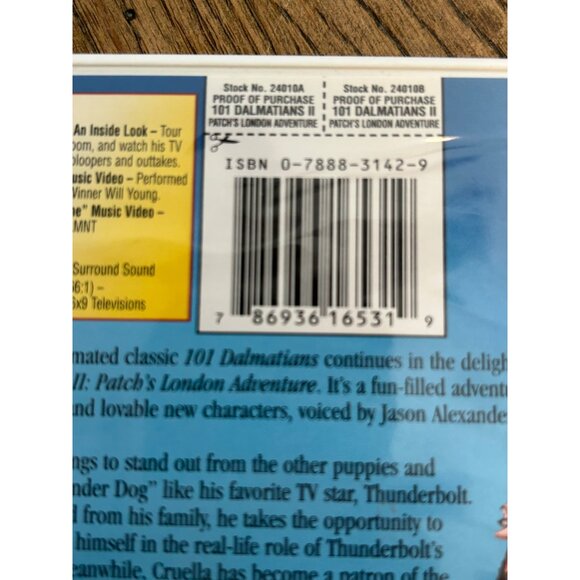 Stock No. 24010A
PROOF OF PURCHASE
101 DALMATIANS II
PATCH'S LONDON ADVENTURE
Stock No. 24010B
PROOF OF PURCHASE
101 DALMATIANS II
PATCH'S LONDON ADVENTURE
An Inside Look – Tour
oom, and watch his TV
bloopers and outtakes.
usic Video – Performed
Winner Will Young.
e" Music Video –
MNT
Surround Sound
66:1) –
6x9 Televisions
ISBN 0-7888-3142-9
7 86936 16531 9
mated classic 101 Dalmatians continues in the deligh
II: Patch's London Adventure. It's a fun-filled adventu
and lovable new characters, voiced by Jason Alexande
ngs to stand out from the other puppies and
nder Dog" like his favorite TV star, Thunderbolt.
d from his family, he takes the opportunity to
himself in the real-life role of Thunderbolt's
eanwhile, Cruella has become a patron of the